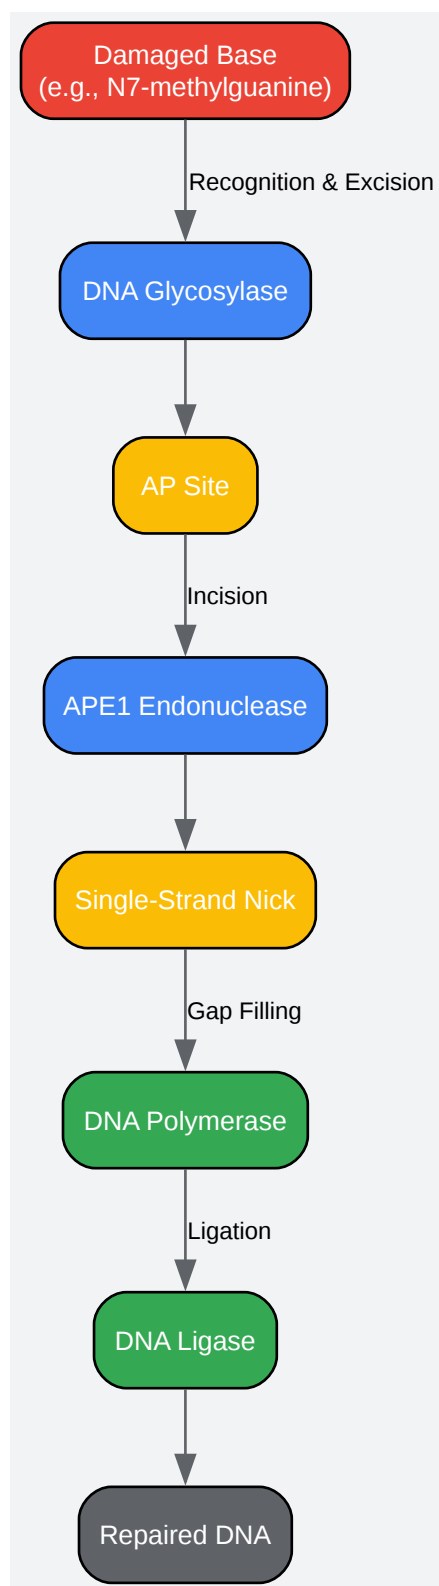 Damaged Base
(e.g., N7-methylguanine)
Recognition & Excision
DNA Glycosylase
AP Site
Incision
APE1 Endonuclease
Single-Strand Nick
Gap Filling
DNA Polymerase
Ligation
DNA Ligase
Repaired DNA